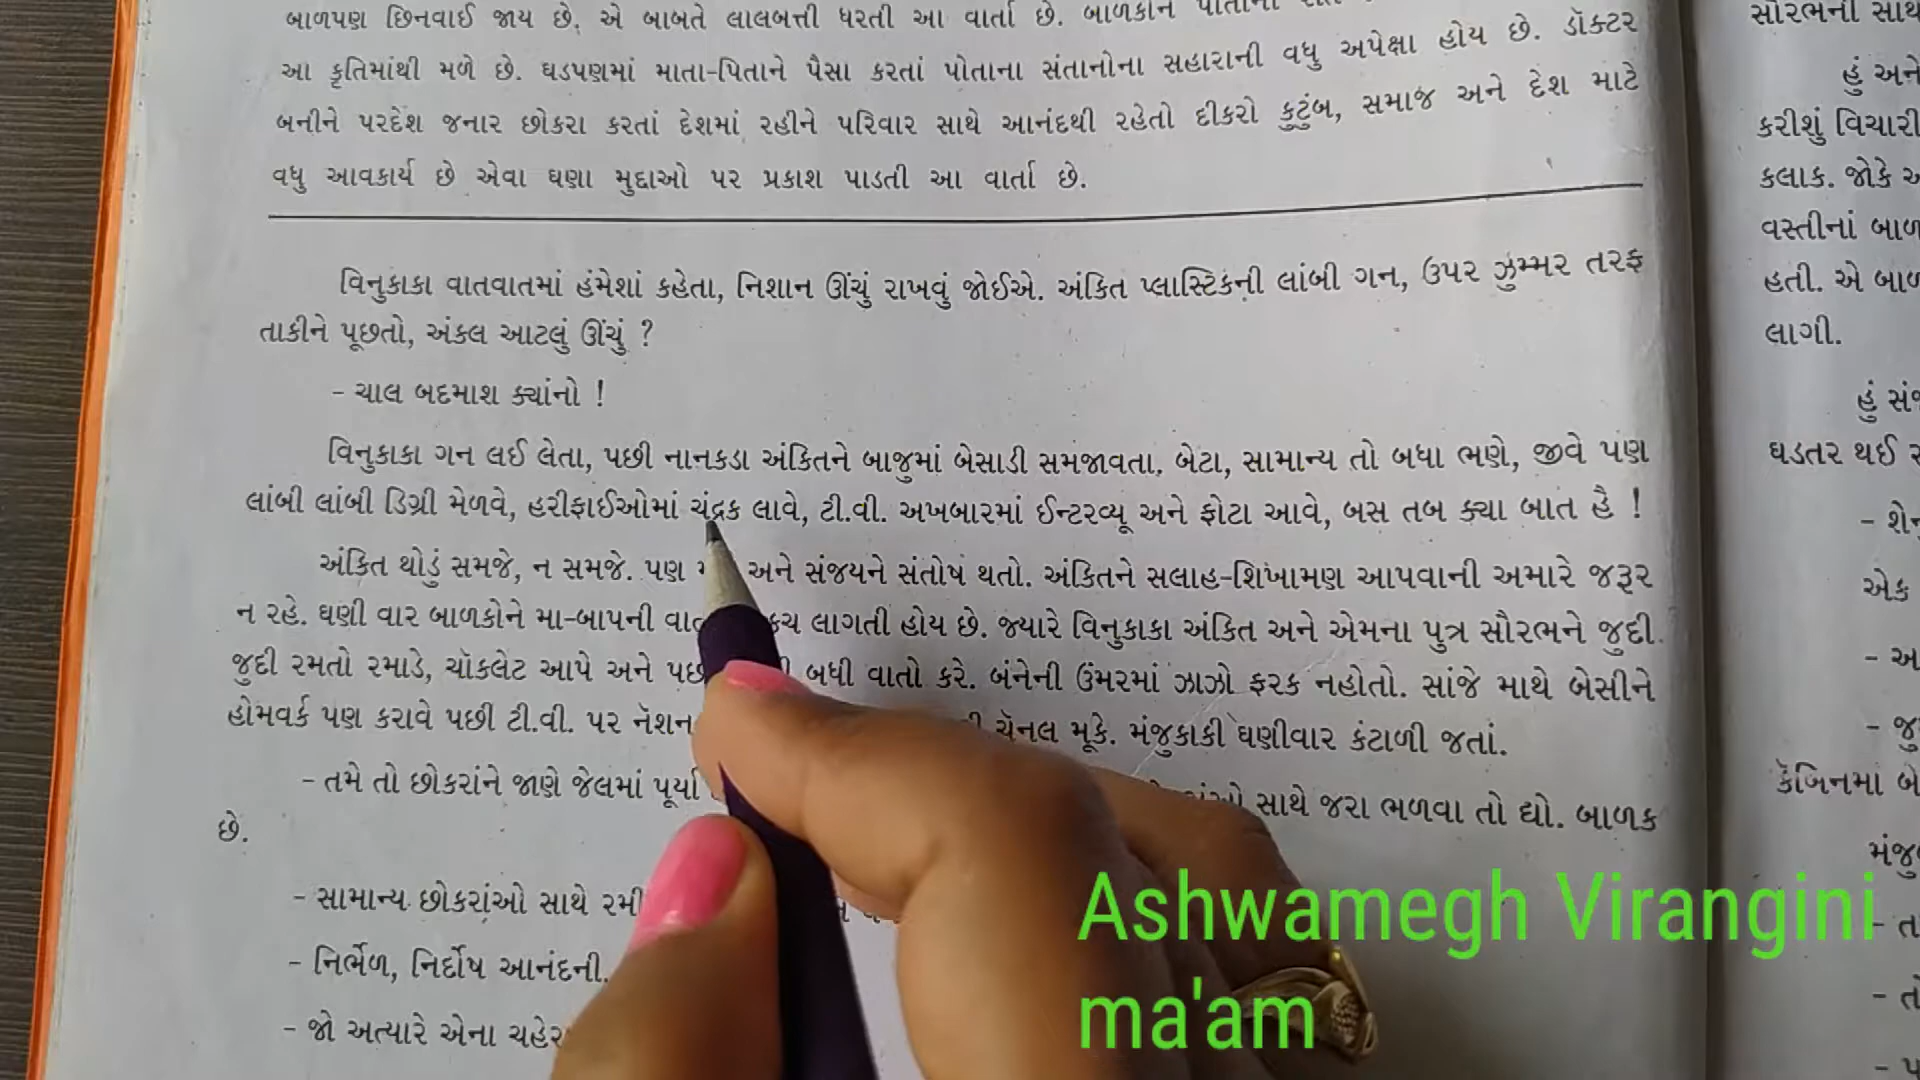 બાળપણ છિનવાઈ જાય છે, એ બાબતે લાલબત્તી ધરતી આ વાર્તા છે. બાળકોને
આ કૃતિમાંથી મળે છે. ઘડપણમાં માતા-પિતાને પૈસા કરતાં પોતાના સંતાનોના સહારાની વધુ અપેક્ષા હોય છે. ડૉક્ટર
બનીને પરદેશ જનાર છોકરા કરતાં દેશમાં રહીને પરિવાર સાથે આનંદથી રહેતો દીકરો કુટુંબ, સમાજ અને દેશ માટે
વધુ આવકાર્ય છે એવા ઘણા મુદ્દાઓ પર પ્રકાશ પાડતી આ વાર્તા છે.
વિનુકાકા વાતવાતમાં હંમેશાં કહેતા, નિશાન ઊંચું રાખવું જોઈએ. અંકિત પ્લાસ્ટિકની લાંબી ગન, ઉપર ઝુમ્મર તરફ
તાકીને પૂછતો, અંકલ આટલું ઊંચું ?
- ચાલ બદમાશ ક્યાંનો !
વિનુકાકા ગન લઈ લેતા, પછી નાનકડા અંકિતને બાજુમાં બેસાડી સમજાવતા, બેટા, સામાન્ય તો બધા ભણે, જીવે પણ
લાંબી લાંબી ડિગ્રી મેળવે, હરીફાઈઓમાં ચંદ્રક લાવે, ટી.વી. અખબારમાં ઈન્ટરવ્યૂ અને ફોટા આવે, બસ તબ ક્યા બાત હૈ !
અંકિત થોડું સમજે, ન સમજે. પણ અને સંજયને સંતોષ થતો. અંકિતને સલાહ-શિખામણ આપવાની અમારે જરૂર
ન રહે. ઘણી વાર બાળકોને મા-બાપની લાગતી હોય છે. જ્યારે વિનુકાકા અંકિત અને એમના પુત્ર સૌરભને જુદી
જુદી રમતો રમાડે, ચૉકલેટ આપે અને બધી વાતો કરે. બંનેની ઉંમરમાં ઝાઝો ફરક નહોતો. સાંજે માથે બેસીને
હોમવર્ક પણ કરાવે પછી ટી.વી. પર ચૅનલ મૂકે. મંજુકાકી ઘણીવાર કંટાળી જતાં.
- તમે તો છોકરાંને જાણે જેલમાં પૂર્યા સાથે જરા ભળવા તો દ્યો. બાળક
છે.
- સામાન્ય છોકરાંઓ સાથે રમી
- નિર્ભેળ, નિર્દોષ આનંદની.
- જો અત્યારે એના
Ashwamegh Virangini
ma'am
સૌરભની સાથ
હું અને
કરીશું વિચારી
કલાક. જોકે
વસ્તીનાં બાળ
હતી. એ બાળ
લાગી.
હું
ઘડતર થઈ
એક
કૅબિનમાં